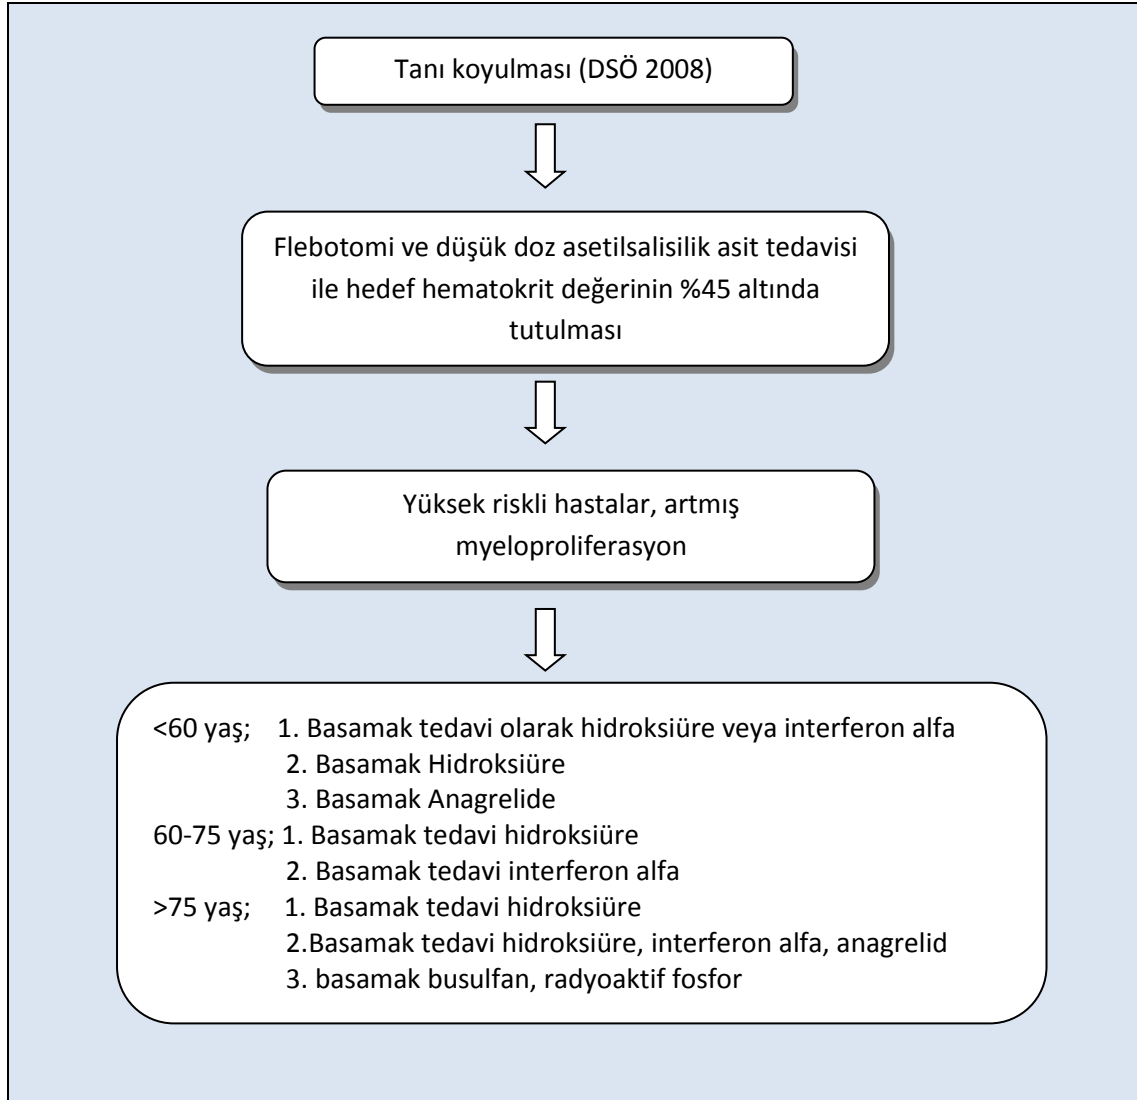 Tanı koyulması (DSÖ 2008)
Flebotomi ve düşük doz asetilsalisilik asit tedavisi
ile hedef hematokrit değerinin %45 altında
tutulması
Yüksek riskli hastalar, artmış
myeloproliferasyon
<60 yaş; 1. Basamak tedavi olarak hidroksiüre veya interferon alfa
2. Basamak Hidroksiüre
3. Basamak Anagrelide
60-75 yaş; 1. Basamak tedavi hidroksiüre
2. Basamak tedavi interferon alfa
>75 yaş; 1. Basamak tedavi hidroksiüre
2.Basamak tedavi hidroksiüre, interferon alfa, anagrelid
3. basamak busulfan, radyoaktif fosfor